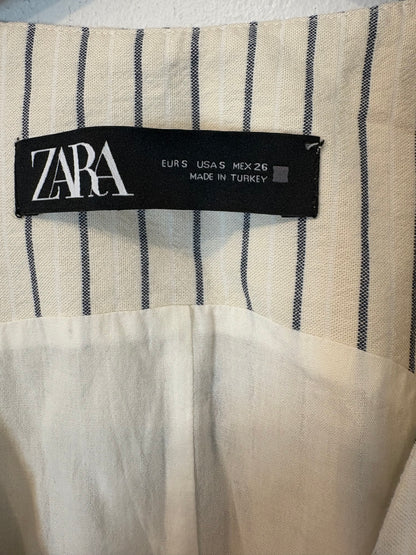 ZARA
EUR S USA S MEX 26
MADE IN TURKEY